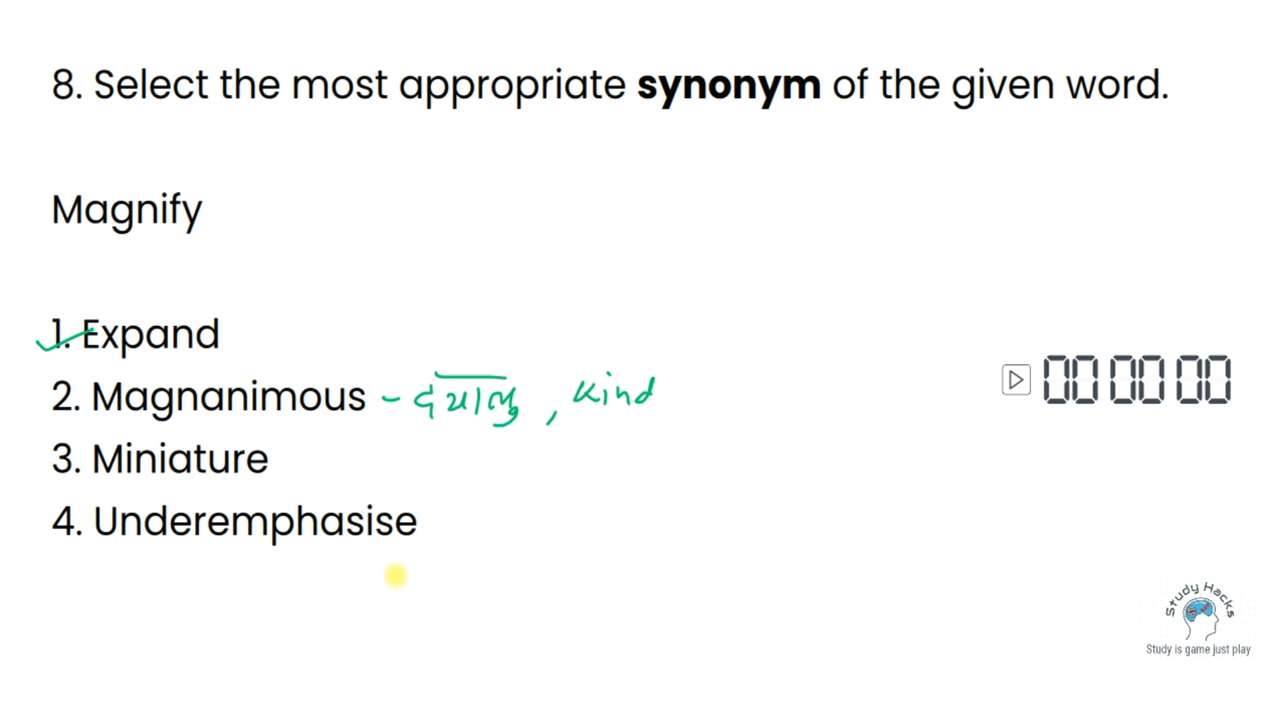 8. Select the most appropriate synonym of the given word.
Magnify
1. Expand
2. Magnanimous - दयालु, kind
3. Miniature
00 00 00
4. Underemphasise
Study Hacks
Study is game just play